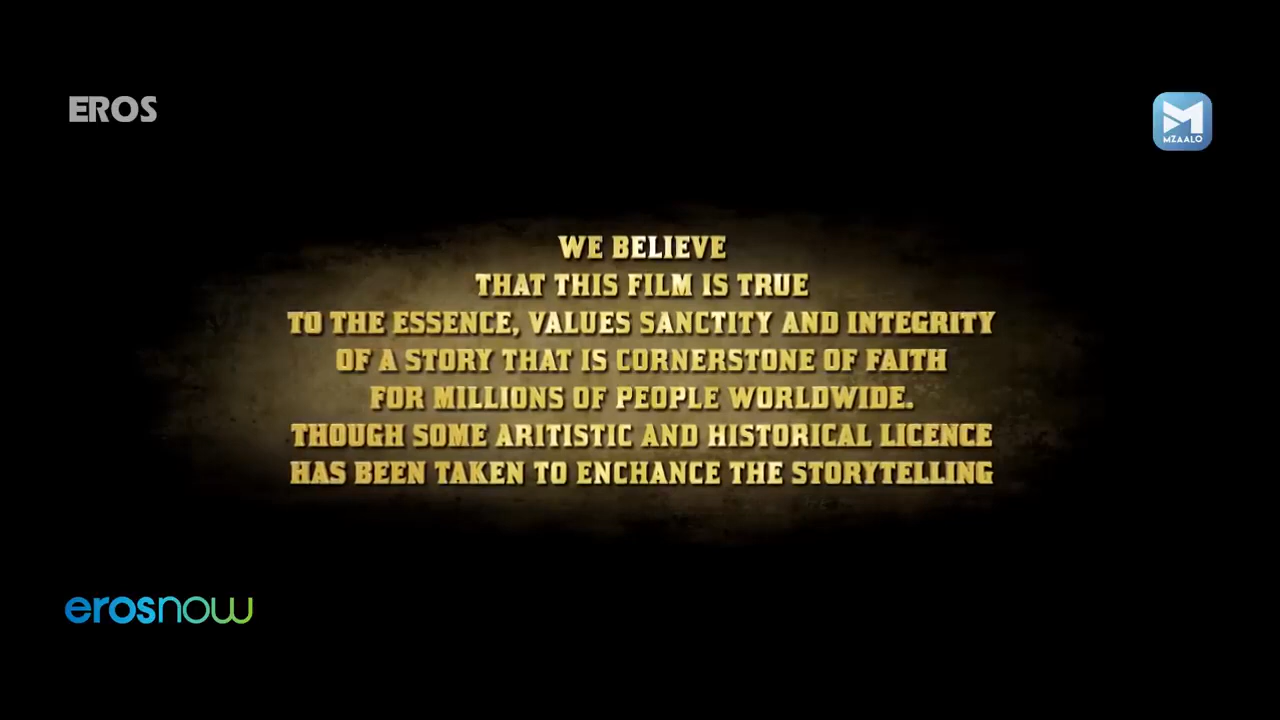 EROS
MZAALO
WE BELIEVE
THAT THIS FILM IS TRUE
TO THE ESSENCE, VALUES SANCTITY AND INTEGRITY
OF A STORY THAT IS CORNERSTONE OF FAITH
FOR MILLIONS OF PEOPLE WORLDWIDE.
THOUGH SOME ARITISTIC AND HISTORICAL LICENCE
HAS BEEN TAKEN TO ENCHANCE THE STORYTELLING
erosnow